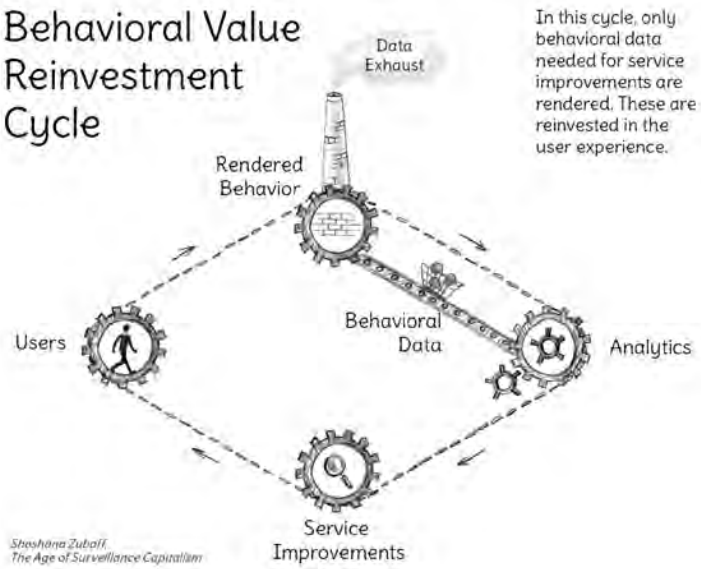 Behavioral Value
Reinvestment
Cycle
Data
Exhaust
In this cycle, only
behavioral data
needed for service
improvements are
rendered. These are
reinvested in the
user experience.
Rendered
Behavior
Users
Behavioral
Data
Analytics
Service
Improvements
Shoshana Zuboff,
The Age of Surveillance Capitalism